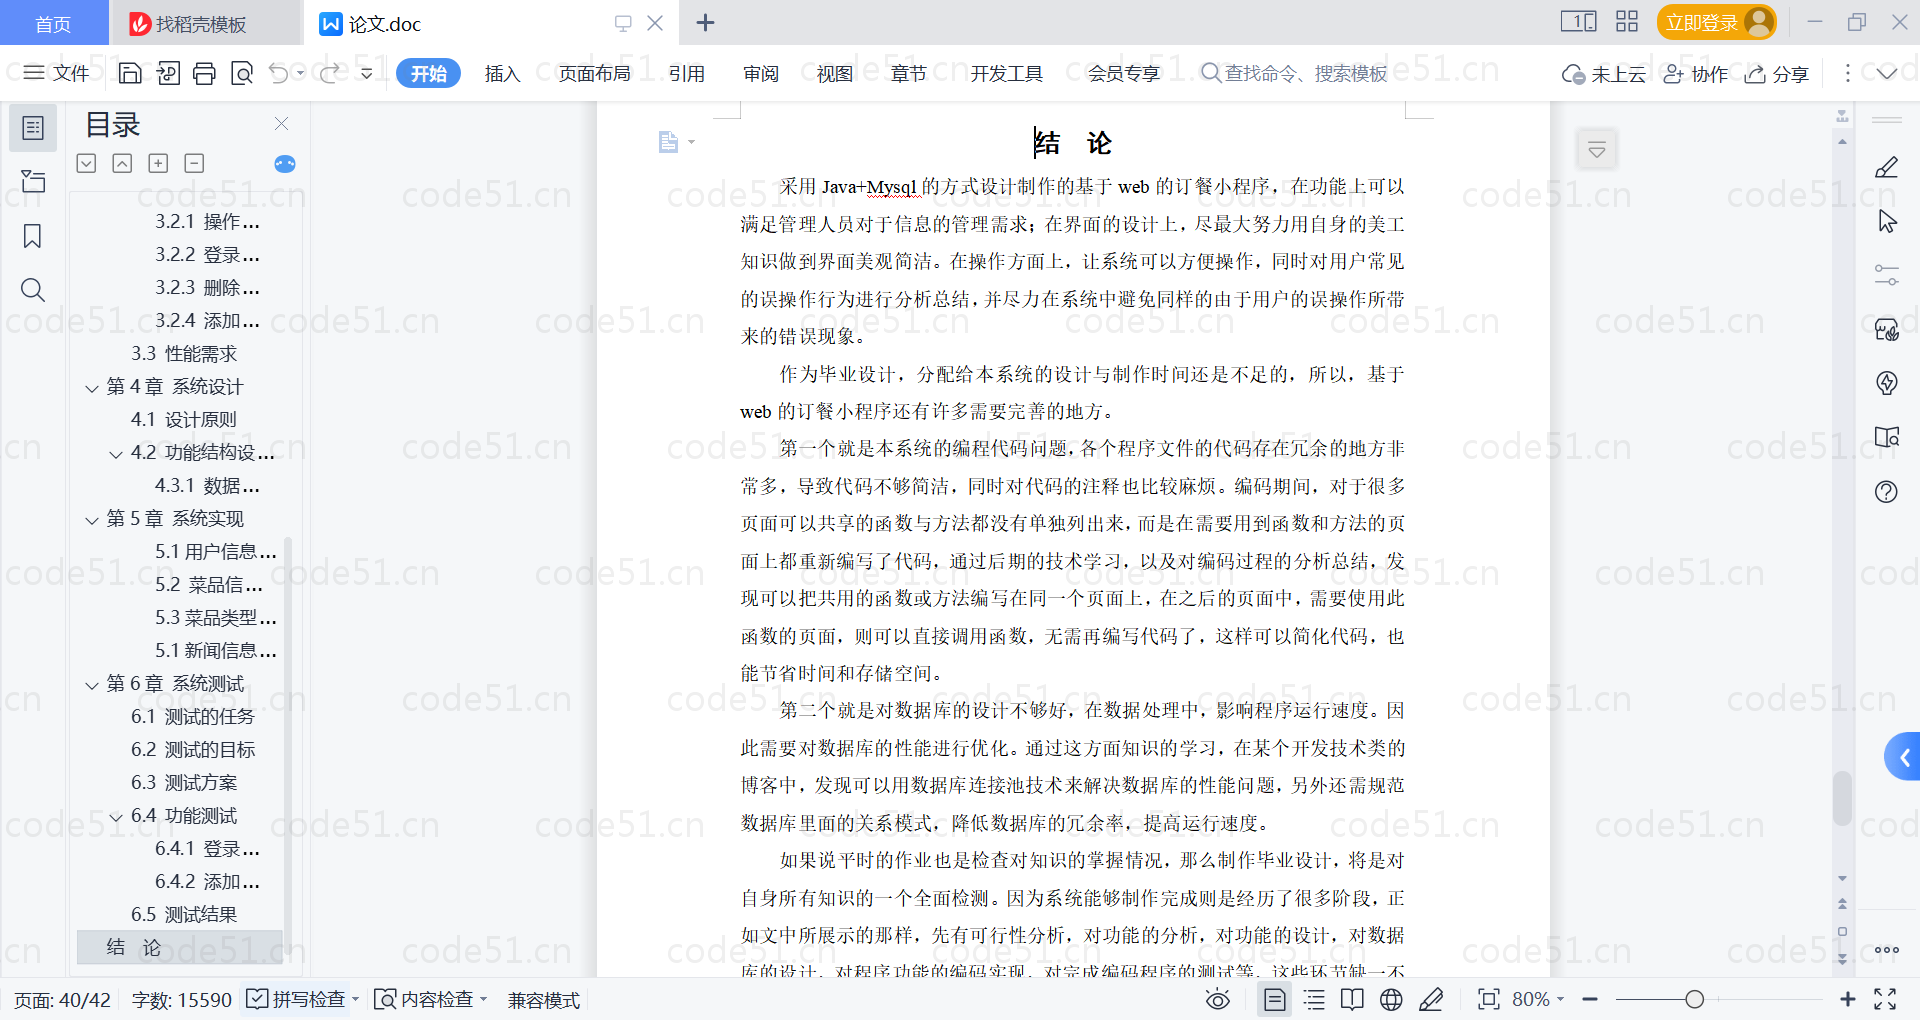 首页
找稻壳模板
论文.doc
1
立即登录
文件
开始
插入
页面布局
引用
审阅
视图
章节
开发工具
会员专享
查找命令、搜索模板
未上云
协作
分享
目录
3.2.1 操作...
3.2.2 登录...
3.2.3 删除...
3.2.4 添加...
3.3 性能需求
第 4 章 系统设计
4.1 设计原则
4.2 功能结构设...
4.3.1 数据...
第 5 章 系统实现
5.1 用户信息...
5.2 菜品信...
5.3 菜品类型...
5.1 新闻信息...
第 6 章 系统测试
6.1 测试的任务
6.2 测试的目标
6.3 测试方案
6.4 功能测试
6.4.1 登录...
6.4.2 添加...
6.5 测试结果
结 论
结 论
采用 Java+Mysql 的方式设计制作的基于 web 的订餐小程序，在功能上可以
满足管理人员对于信息的管理需求；在界面的设计上，尽最大努力用自身的美工
知识做到界面美观简洁。在操作方面上，让系统可以方便操作，同时对用户常见
的误操作行为进行分析总结，并尽力在系统中避免同样的由于用户的误操作所带
来的错误现象。
作为毕业设计，分配给本系统的设计与制作时间还是不足的，所以，基于
web 的订餐小程序还有许多需要完善的地方。
第一个就是本系统的编程代码问题，各个程序文件的代码存在冗余的地方非
常多，导致代码不够简洁，同时对代码的注释也比较麻烦。编码期间，对于很多
页面可以共享的函数与方法都没有单独列出来，而是在需要用到函数和方法的页
面上都重新编写了代码，通过后期的技术学习，以及对编码过程的分析总结，发
现可以把共用的函数或方法编写在同一个页面上，在之后的页面中，需要使用此
函数的页面，则可以直接调用函数，无需再编写代码了，这样可以简化代码，也
能节省时间和存储空间。
第二个就是对数据库的设计不够好，在数据处理中，影响程序运行速度。因
此需要对数据库的性能进行优化。通过这方面知识的学习，在某个开发技术类的
博客中，发现可以用数据库连接池技术来解决数据库的性能问题，另外还需规范
数据库里面的关系模式，降低数据库的冗余率，提高运行速度。
如果说平时的作业也是检查对知识的掌握情况，那么制作毕业设计，将是对
自身所有知识的一个全面检测。因为系统能够制作完成则是经历了很多阶段，正
如文中所展示的那样，先有可行性分析，对功能的分析，对功能的设计，对数据
库的设计，对程序功能的编码实现，对完成编码程序的测试等，这些环节缺一不
页面: 40/42
字数: 15590
拼写检查
内容检查
兼容模式
80%
code51.cn